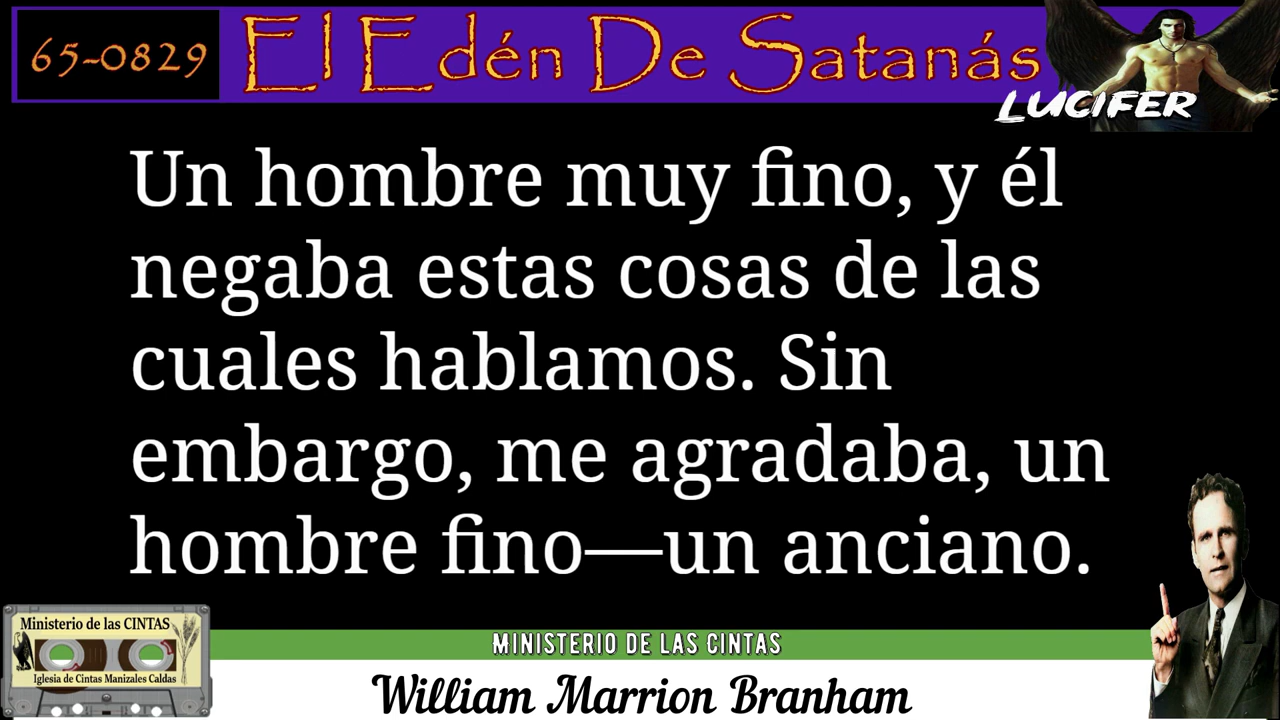 65-0829
El Edén De Satanás
LUCIFER
Un hombre muy fino, y él
negaba estas cosas de las
cuales hablamos. Sin
embargo, me agradaba, un
hombre fino—un anciano.
Ministerio de las CINTAS
Iglesia de Cintas Manizales Caldas
MINISTERIO DE LAS CINTAS
William Marrion Branham